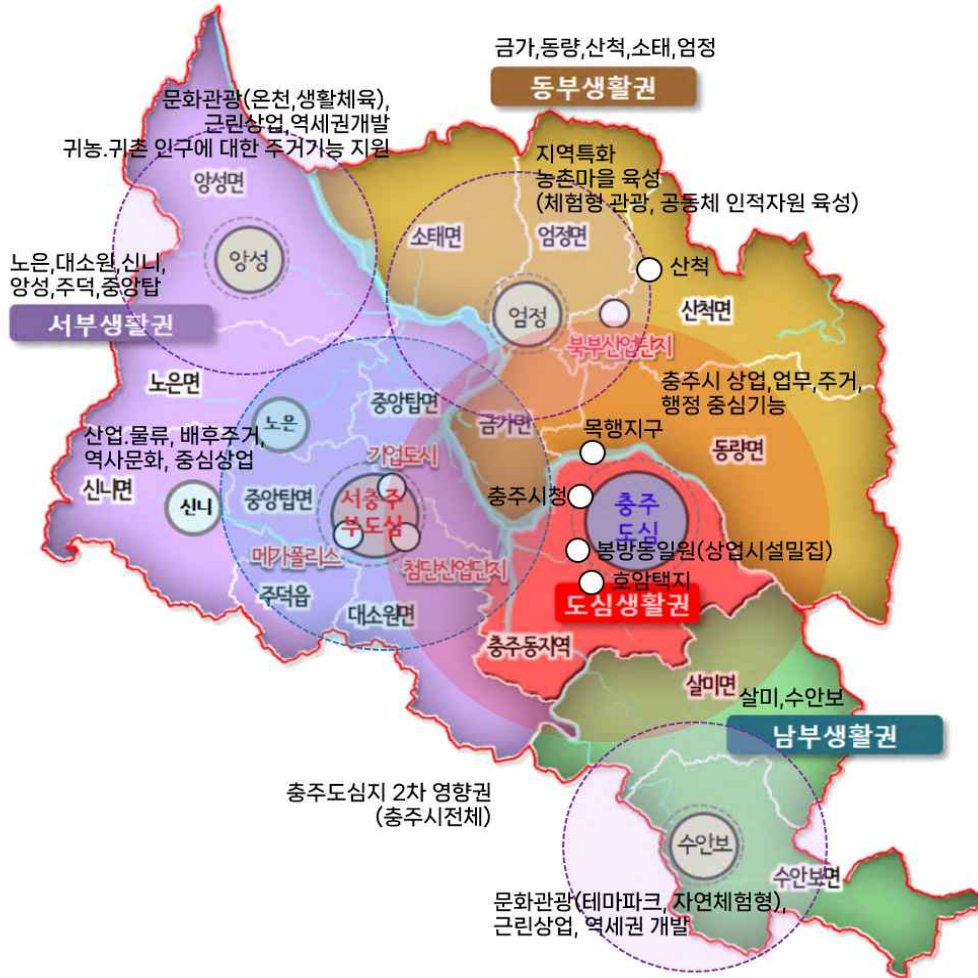 금가,동량,산척,소태,엄정
동부생활권
문화관광(온천,생활체육),
근린상업,역세권개발
귀농.귀촌 인구에 대한 주거기능 지원
앙성면
앙성
지역특화
농촌마을 육성
(체험형 관광, 공동체 인적자원 육성)
소태면
엄정면
산척
산척면
엄정
북부산업단지
노은,대소원,신니,
앙성,주덕,중앙탑
서부생활권
노은면
노은
중앙탑면
금가면
충주시 상업,업무,주거,
행정 중심기능
동량면
산업.물류, 배후주거,
역사문화, 중심상업
신니면
신니
기업도시
중앙탑면
서충주
부도심
메가폴리스
첨단산업단지
주덕읍
대소원면
목행지구
충주시청
충주
도심
봉방동일원(상업시설밀집)
호암택지
도심생활권
충주동지역
살미면
살미,수안보
남부생활권
충주도심지 2차 영향권
(충주시전체)
수안보
수안보면
문화관광(테마파크, 자연체험형),
근린상업, 역세권 개발